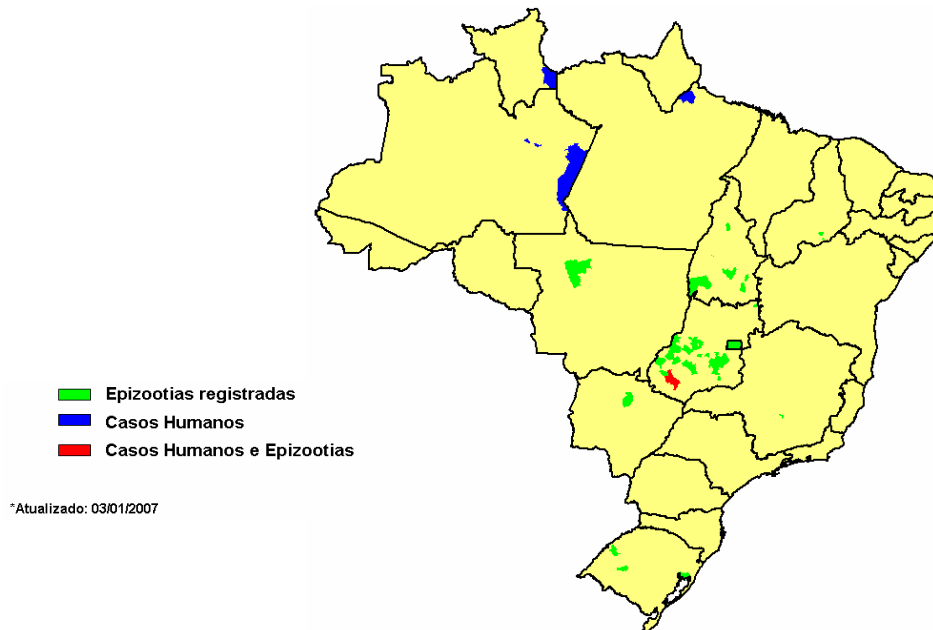 Epizootias registradas
Casos Humanos
Casos Humanos e Epizootias
*Atualizado: 03/01/2007